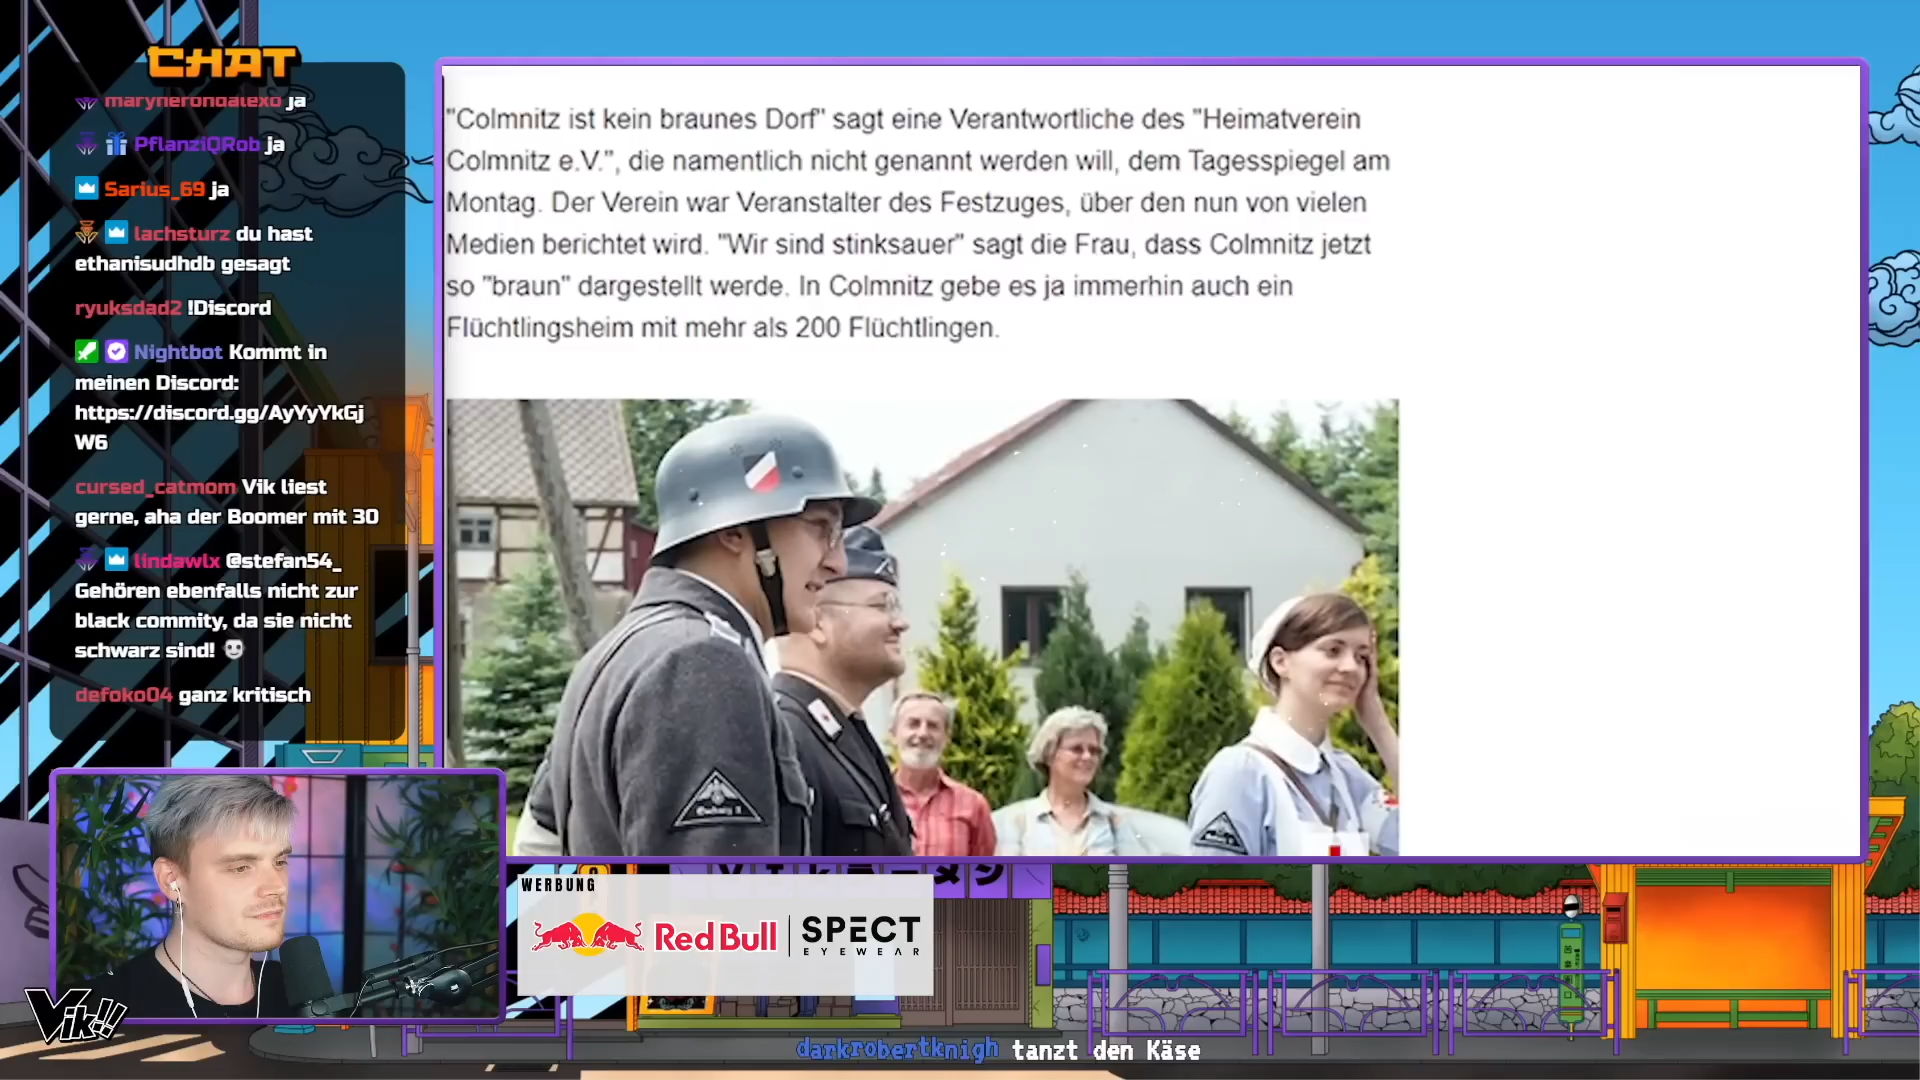 CHAT
marynerondalexo ja
PflanziQRob ja
Sarius_69 ja
lachsturz du hast
ethanisudhdb gesagt
ryuksdad2 !Discord
Nightbot Kommt in
meinen Discord:
https://discord.gg/AyYyYkGj
W6
cursed_catmom Vik liest
gerne, aha der Boomer mit 30
lindawlx @stefan54_
Gehören ebenfalls nicht zur
black commity, da sie nicht
schwarz sind!
defoko04 ganz kritisch
"Colmnitz ist kein braunes Dorf" sagt eine Verantwortliche des "Heimatverein
Colmnitz e.V.", die namentlich nicht genannt werden will, dem Tagesspiegel am
Montag. Der Verein war Veranstalter des Festzuges, über den nun von vielen
Medien berichtet wird. "Wir sind stinksauer" sagt die Frau, dass Colmnitz jetzt
so "braun" dargestellt werde. In Colmnitz gebe es ja immerhin auch ein
Flüchtlingsheim mit mehr als 200 Flüchtlingen.
WERBUNG
Red Bull
SPECT
EYEWEAR
Vik!!
darkrobertknigh tanzt den Käse